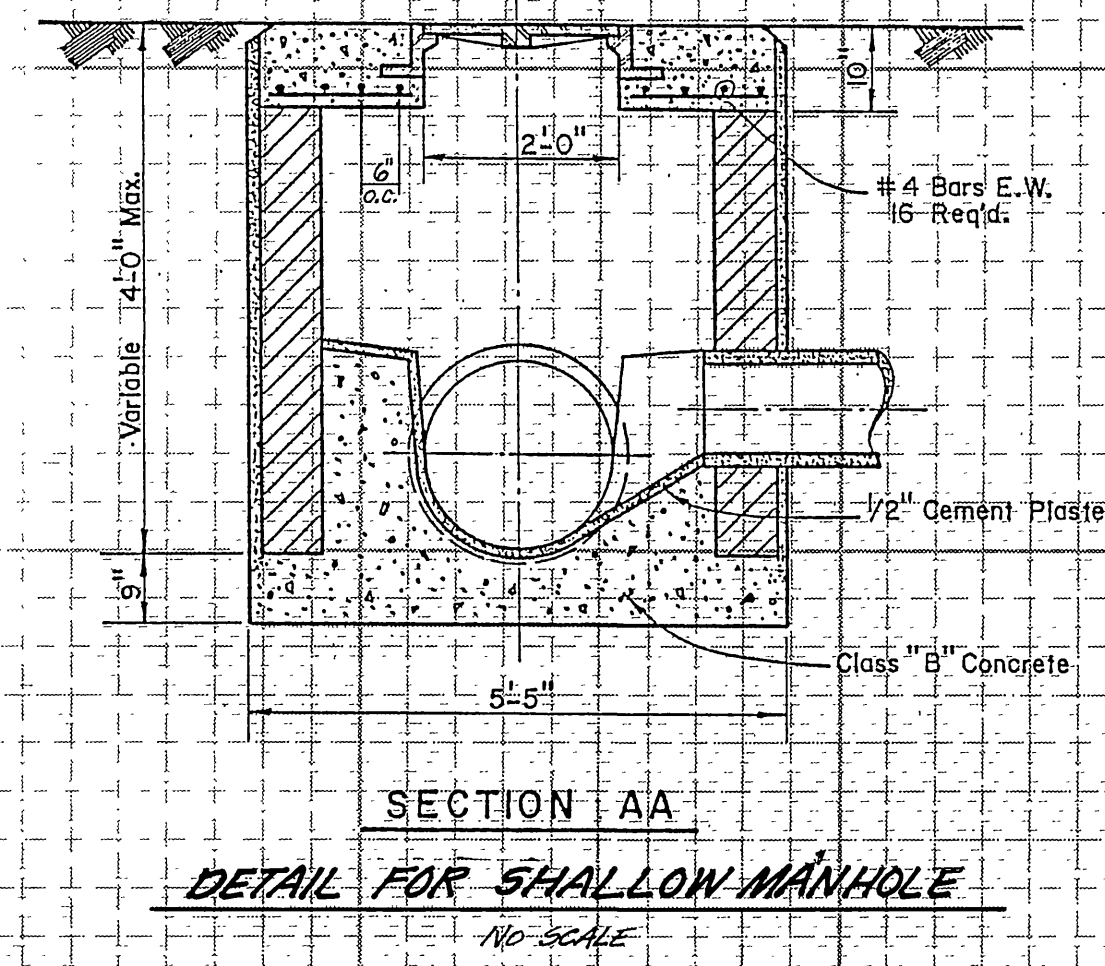 10"
2'-0"
6"
O.C.
# 4 Bars E.W.
16 Req'd.
Variable 4'-0" Max.
1/2" Cement Plaste
9"
Class "B" Concrete
5'-5"
SECTION AA
DETAIL FOR SHALLOW MANHOLE
NO SCALE